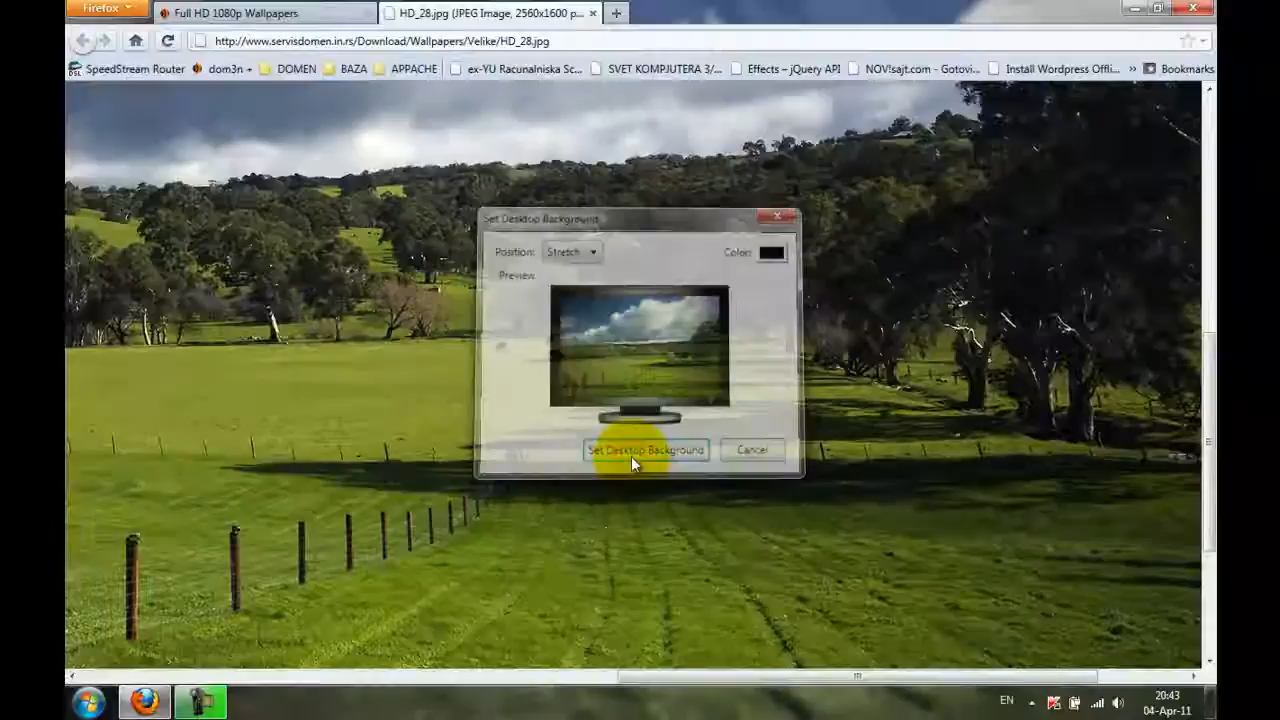 Firefox
Full HD 1080p Wallpapers
HD_28.jpg (JPEG Image, 2560x1600 p...
http://www.servisdomen.in.rs/Download/Wallpapers/Velike/HD_28.jpg
SpeedStream Router
dom3n
DOMEN
BAZA
APPACHE
ex-YU Racunalniska Sc...
SVET KOMPJUTERA 3/...
Effects – jQuery API
NOV!sajt.com - Gotovi...
Install Wordpress Offli...
»
Bookmarks
Set Desktop Background
Position:
Stretch
Color:
Preview
Set Desktop Background
Cancel
EN
20:43
04-Apr-11